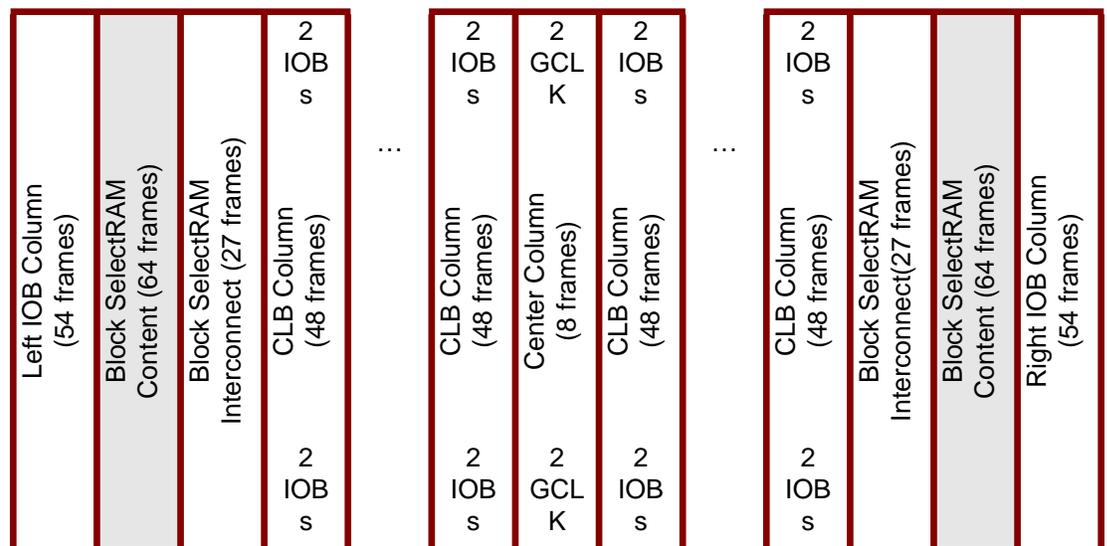 Left IOB Column
(54 frames)
Block SelectRAM
Content (64 frames)
Block SelectRAM
Interconnect (27 frames)
2
IOB
s
CLB Column
(48 frames)
2
IOB
s
...
2
IOB
s
CLB Column
(48 frames)
2
IOB
s
2
GCL
K
Center Column
(8 frames)
2
GCL
K
2
IOB
s
CLB Column
(48 frames)
2
IOB
s
...
2
IOB
s
CLB Column
(48 frames)
2
IOB
s
Block SelectRAM
Interconnect(27 frames)
Block SelectRAM
Content (64 frames)
Right IOB Column
(54 frames)